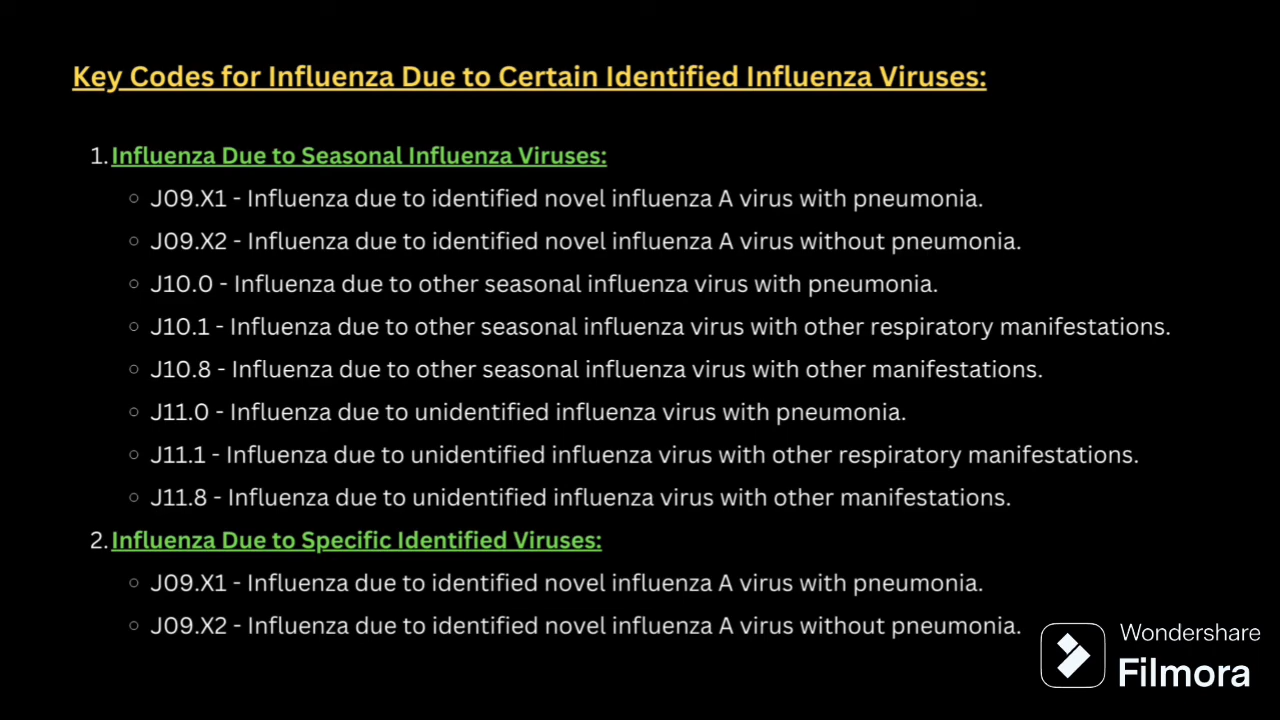 Key Codes for Influenza Due to Certain Identified Influenza Viruses:
1. Influenza Due to Seasonal Influenza Viruses:
○ J09.X1 - Influenza due to identified novel influenza A virus with pneumonia.
○ J09.X2 - Influenza due to identified novel influenza A virus without pneumonia.
○ J10.0 - Influenza due to other seasonal influenza virus with pneumonia.
○ J10.1 - Influenza due to other seasonal influenza virus with other respiratory manifestations.
○ J10.8 - Influenza due to other seasonal influenza virus with other manifestations.
○ J11.0 - Influenza due to unidentified influenza virus with pneumonia.
○ J11.1 - Influenza due to unidentified influenza virus with other respiratory manifestations.
○ J11.8 - Influenza due to unidentified influenza virus with other manifestations.
2. Influenza Due to Specific Identified Viruses:
○ J09.X1 - Influenza due to identified novel influenza A virus with pneumonia.
○ J09.X2 - Influenza due to identified novel influenza A virus without pneumonia.
Wondershare
Filmora